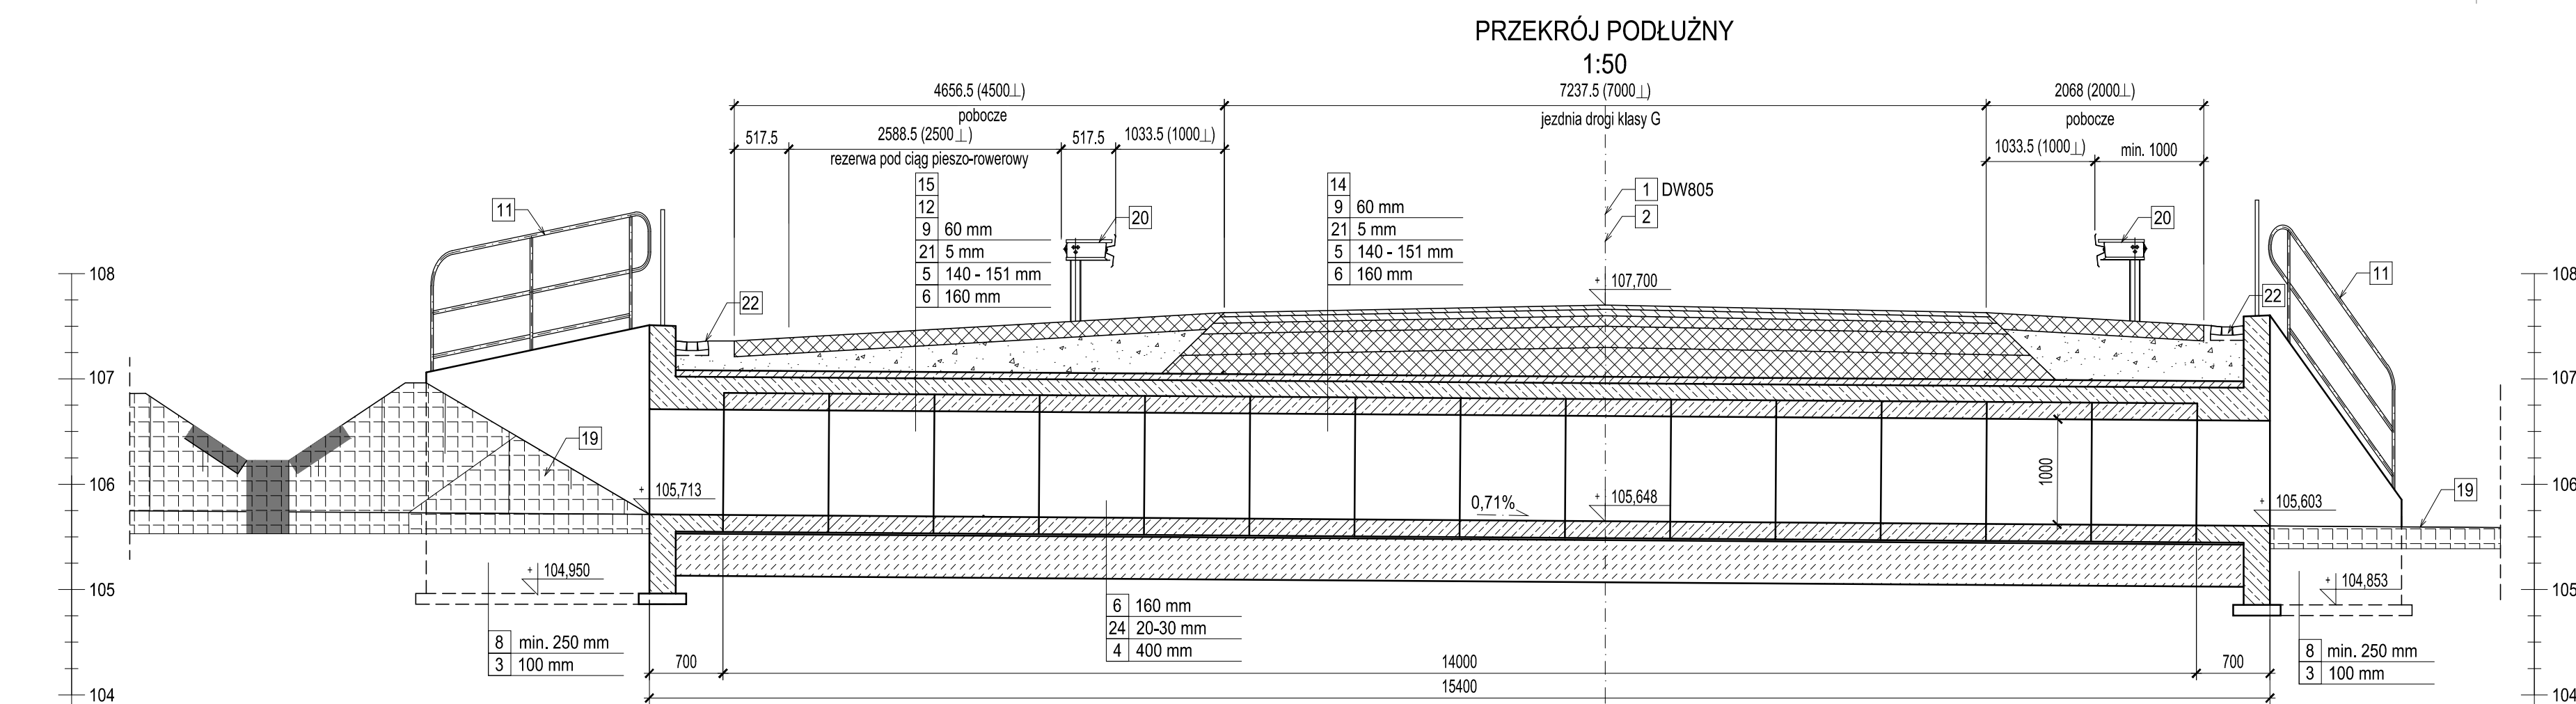 PRZEKRÓJ PODŁUŻNY
1:50
4656.5 (4500⊥)
7237.5 (7000⊥)
2068 (2000⊥)
pobocze
jezdnia drogi klasy G
pobocze
517.5
2588.5 (2500⊥)
517.5
1033.5 (1000⊥)
1033.5 (1000⊥)
min. 1000
rezerwa pod ciąg pieszo-rowerowy
15
12
9 60 mm
21 5 mm
5 140 - 151 mm
6 160 mm
14
9 60 mm
21 5 mm
5 140 - 151 mm
6 160 mm
1 DW805
2
11
20
20
11
22
22
108
107
106
105
104
108
107
106
105
104
107,700
19
105,713
0,71%
105,648
1000
105,603
19
104,950
104,853
8 min. 250 mm
3 100 mm
6 160 mm
24 20-30 mm
4 400 mm
8 min. 250 mm
3 100 mm
700
14000
700
15400